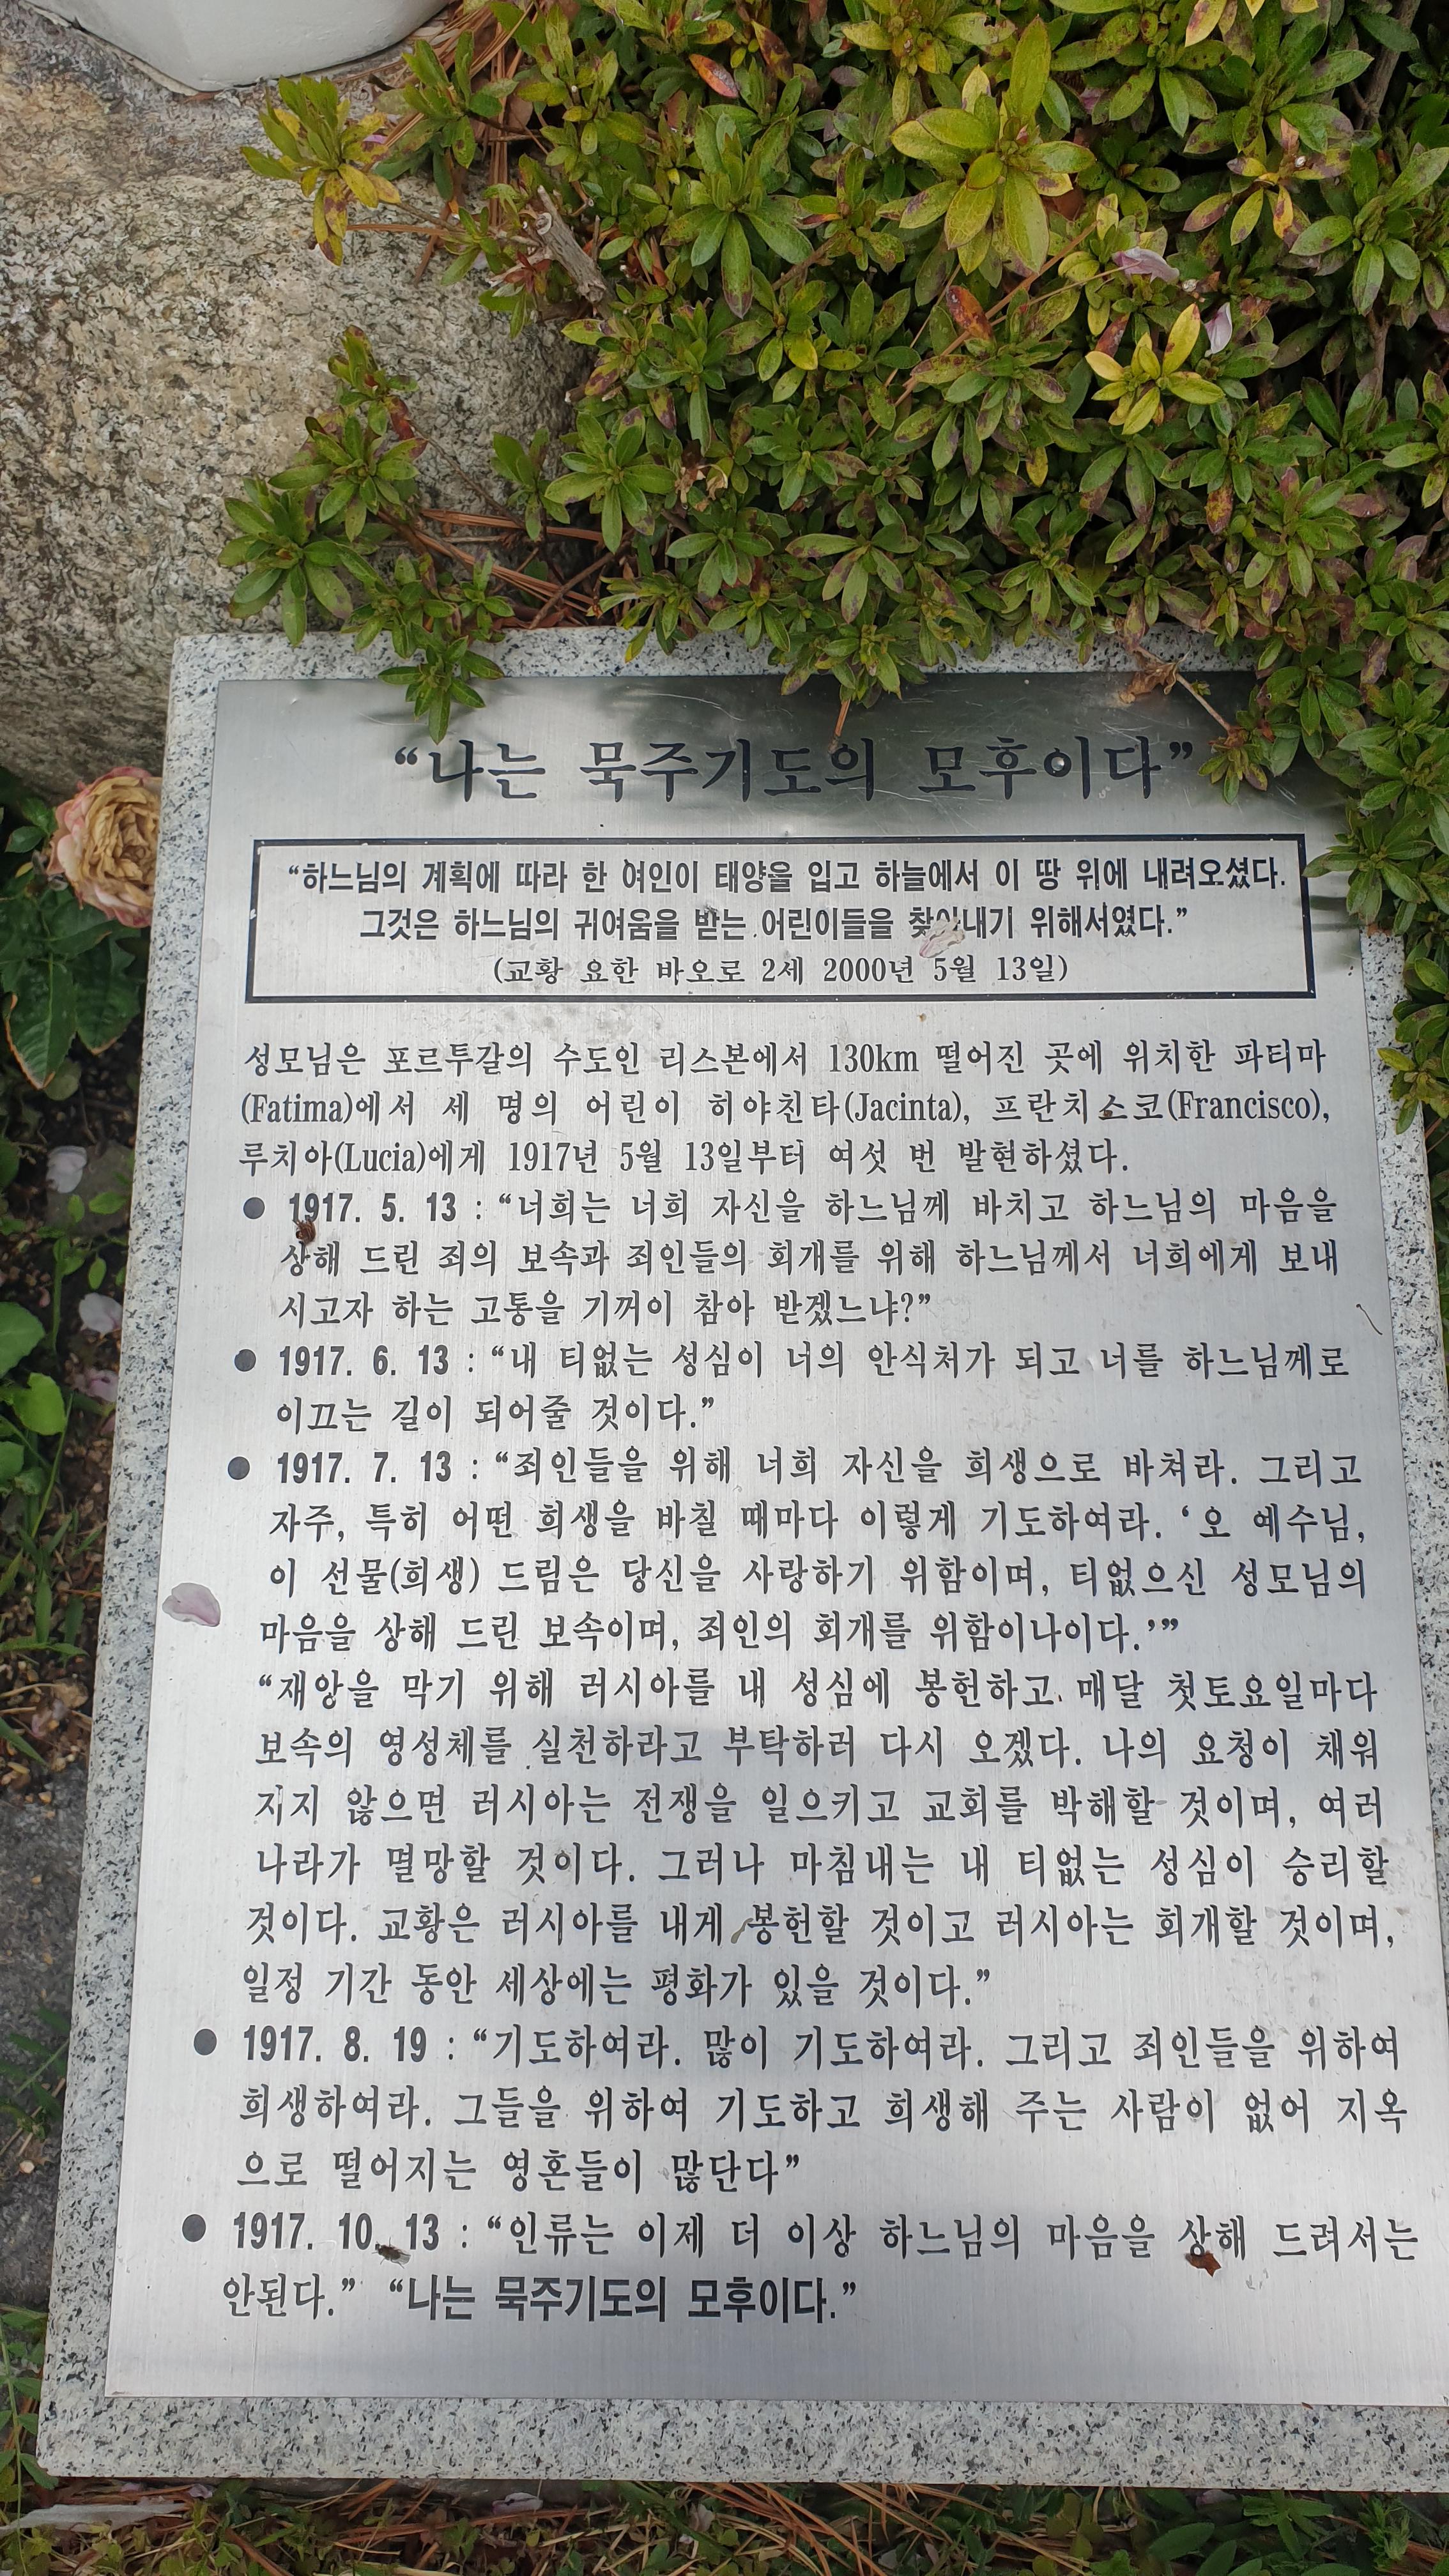 “나는 묵주기도의 모후이다”
“하느님의 계획에 따라 한 여인이 태양을 입고 하늘에서 이 땅 위에 내려오셨다.
그것은 하느님의 귀여움을 받는 어린이들을 찾아내기 위해서였다.”
(교황 요한 바오로 2세 2000년 5월 13일)
성모님은 포르투갈의 수도인 리스본에서 130km 떨어진 곳에 위치한 파티마
(Fatima)에서 세 명의 어린이 히야친타(Jacinta), 프란치스코(Francisco),
루치아(Lucia)에게 1917년 5월 13일부터 여섯 번 발현하셨다.
● 1917. 5. 13 : “너희는 너희 자신을 하느님께 바치고 하느님의 마음을
상해 드린 죄의 보속과 죄인들의 회개를 위해 하느님께서 너희에게 보내
시고자 하는 고통을 기꺼이 참아 받겠느냐?”
● 1917. 6. 13 : “내 티없는 성심이 너의 안식처가 되고 너를 하느님께로
이끄는 길이 되어줄 것이다.”
● 1917. 7. 13 : “죄인들을 위해 너희 자신을 희생으로 바쳐라. 그리고
자주, 특히 어떤 희생을 바칠 때마다 이렇게 기도하여라. ‘오 예수님,
이 선물(희생) 드림은 당신을 사랑하기 위함이며, 티없으신 성모님의
마음을 상해 드린 보속이며, 죄인의 회개를 위함이나이다.’”
“재앙을 막기 위해 러시아를 내 성심에 봉헌하고 매달 첫토요일마다
보속의 영성체를 실천하라고 부탁하러 다시 오겠다. 나의 요청이 채워
지지 않으면 러시아는 전쟁을 일으키고 교회를 박해할 것이며, 여러
나라가 멸망할 것이다. 그러나 마침내는 내 티없는 성심이 승리할
것이다. 교황은 러시아를 내게 봉헌할 것이고 러시아는 회개할 것이며,
일정 기간 동안 세상에는 평화가 있을 것이다.”
● 1917. 8. 19 : “기도하여라. 많이 기도하여라. 그리고 죄인들을 위하여
희생하여라. 그들을 위하여 기도하고 희생해 주는 사람이 없어 지옥
으로 떨어지는 영혼들이 많단다”
● 1917. 10. 13 : “인류는 이제 더 이상 하느님의 마음을 상해 드려서는
안된다.” “나는 묵주기도의 모후이다.”